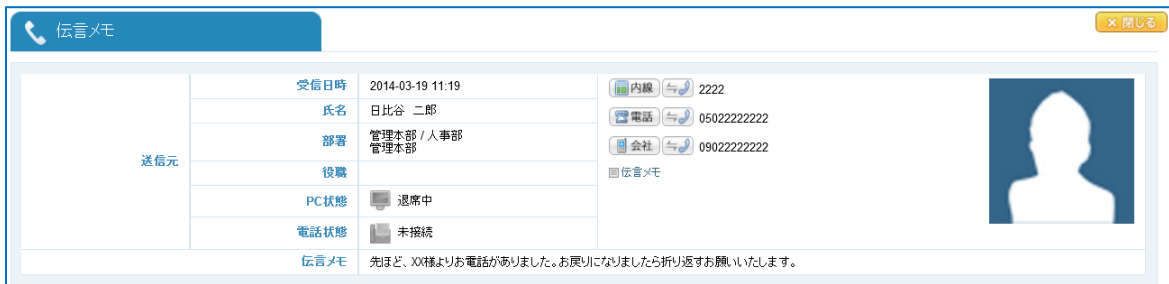 伝言メモ
× 閉じる
送信元
受信日時 2014-03-19 11:19
氏名 日比谷 二郎
部署 管理本部 / 人事部
管理本部
役職
PC状態 退席中
電話状態 未接続
内線 2222
電話 05022222222
会社 09022222222
伝言メモ
伝言メモ 先ほど、XX様よりお電話がありました。お戻りになりましたら折り返すお願いいたします。